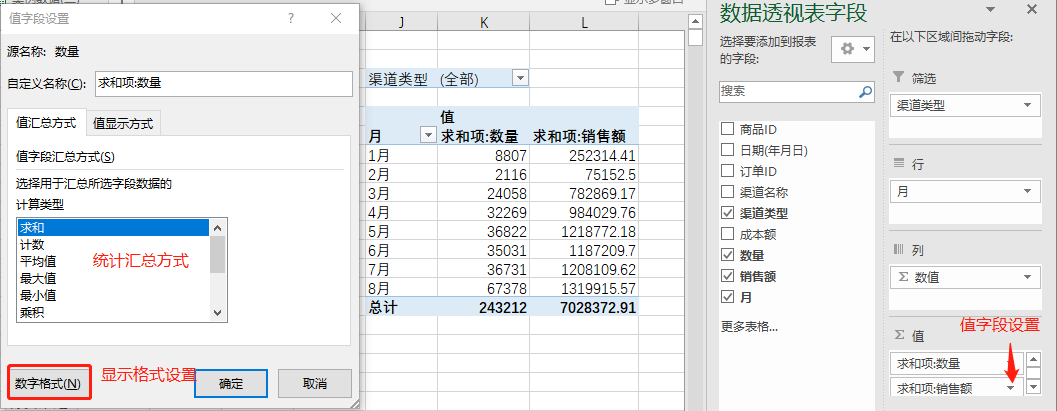 值字段设置
?
源名称: 数量
自定义名称(C): 求和项:数量
值汇总方式 值显示方式
值字段汇总方式(S)
选择用于汇总所选字段数据的
计算类型
求和
计数
平均值
最大值
最小值
乘积
统计汇总方式
数字格式(N)
显示格式设置
确定
取消
J K L
渠道类型 (全部)
值
月 求和项:数量 求和项:销售额
1月 8807 252314.41
2月 2116 75152.5
3月 24058 782869.17
4月 32269 984029.76
5月 36822 1218772.18
6月 35031 1187209.7
7月 36731 1208109.62
8月 67378 1319915.57
总计 243212 7028372.91
数据透视表字段
选择要添加到报表
的字段:
搜索
商品ID
日期(年月日)
订单ID
渠道名称
渠道类型
成本额
数量
销售额
月
更多表格...
在以下区域间拖动字段:
筛选
渠道类型
行
月
列
Σ 数值
值字段设置
Σ 值
求和项:数量
求和项:销售额